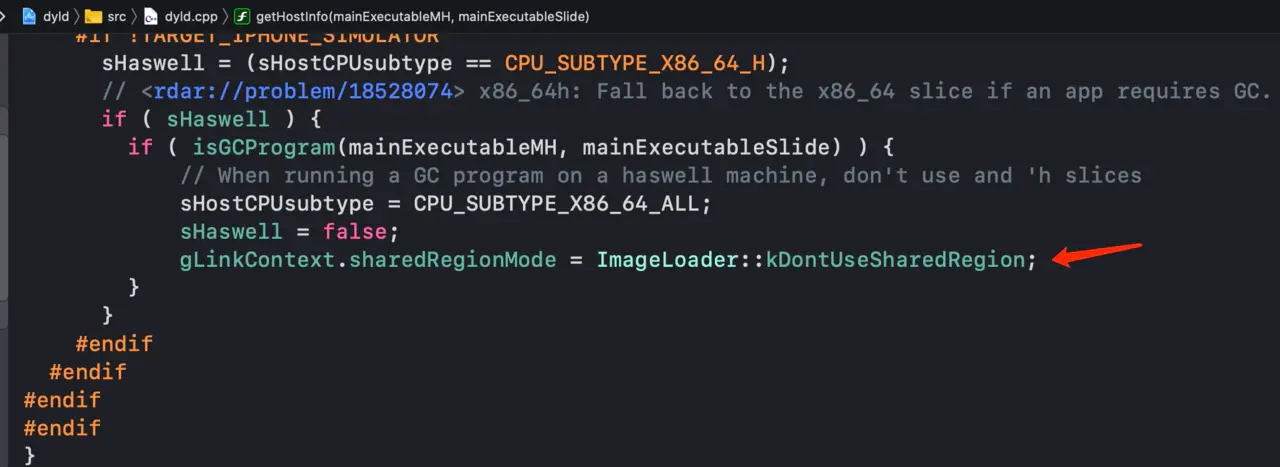 dyld 〉 src 〉 dyld.cpp 〉 f getHostInfo(mainExecutableMH, mainExecutableSlide)
#if !TARGET_IPHONE_SIMULATOR
sHaswell = (sHostCPUsubtype == CPU_SUBTYPE_X86_64_H);
// <rdar://problem/18528074> x86_64h: Fall back to the x86_64 slice if an app requires GC.
if ( sHaswell ) {
if ( isGCProgram(mainExecutableMH, mainExecutableSlide) ) {
// When running a GC program on a haswell machine, don't use and 'h slices
sHostCPUsubtype = CPU_SUBTYPE_X86_64_ALL;
sHaswell = false;
gLinkContext.sharedRegionMode = ImageLoader::kDontUseSharedRegion;
}
}
#endif
#endif
#endif
#endif
}